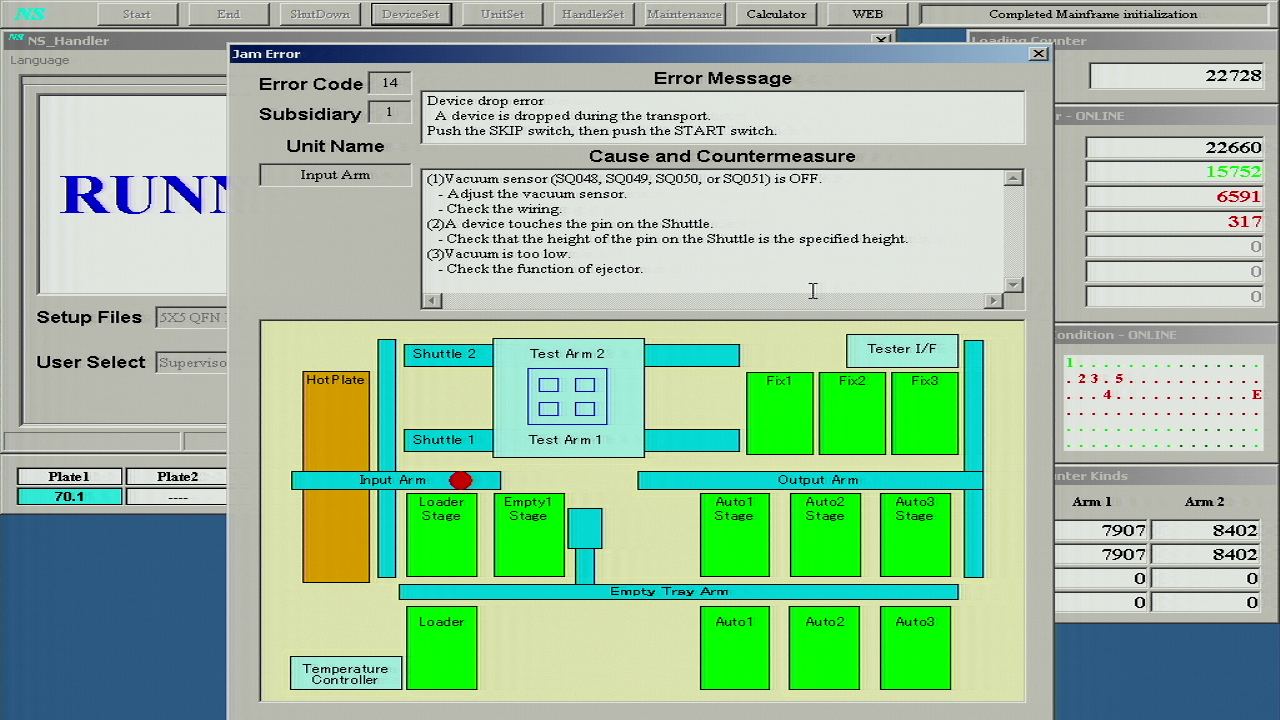 NS
Start
End
ShutDown
DeviceSet
UnitSet
HandlerSet
Maintenance
Calculator
WEB
Completed Mainframe initialization
NS NS_Handler
Language
RUNN
Setup Files
5X5 QFN
User Select
Superviso
Plate1 Plate2
70.1 ----
Jam Error
Error Code 14
Subsidiary 1
Unit Name
Input Arm
Error Message
Device drop error
A device is dropped during the transport.
Push the SKIP switch, then push the START switch.
Cause and Countermeasure
(1)Vacuum sensor (SQ048, SQ049, SQ050, or SQ051) is OFF.
- Adjust the vacuum sensor.
- Check the wiring.
(2)A device touches the pin on the Shuttle.
- Check that the height of the pin on the Shuttle is the specified height.
(3)Vacuum is too low.
- Check the function of ejector.
HotPlate
Shuttle 2
Test Arm 2
Test Arm 1
Shuttle 1
Tester I/F
Fix1
Fix2
Fix3
Input Arm
Output Arm
Loader
Stage
Empty1
Stage
Auto1
Stage
Auto2
Stage
Auto3
Stage
Empty Tray Arm
Loader
Auto1
Auto2
Auto3
Temperature
Controller
Loading Counter
22728
r - ONLINE
22660
15752
6591
317
0
0
0
ondition - ONLINE
1 . . . . . . . . . . . . . . .
. 2 3 . 5 . . . . . . . . . . .
. . . 4 . . . . . . . . . . . E
unter Kinds
Arm 1 Arm 2
7907 8402
7907 8402
0 0
0 0